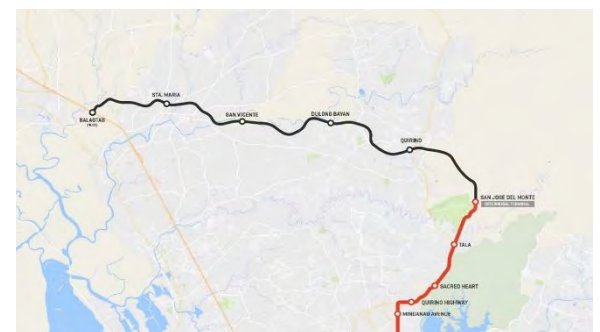 STA. MARIA
BALAGTAS
SAN VICENTE
DULONG BAYAN
QUIRINO
SAN JOSE DEL MONTE
TALA
SACRED HEART
QUIRINO HIGHWAY
MINDANAO AVENUE